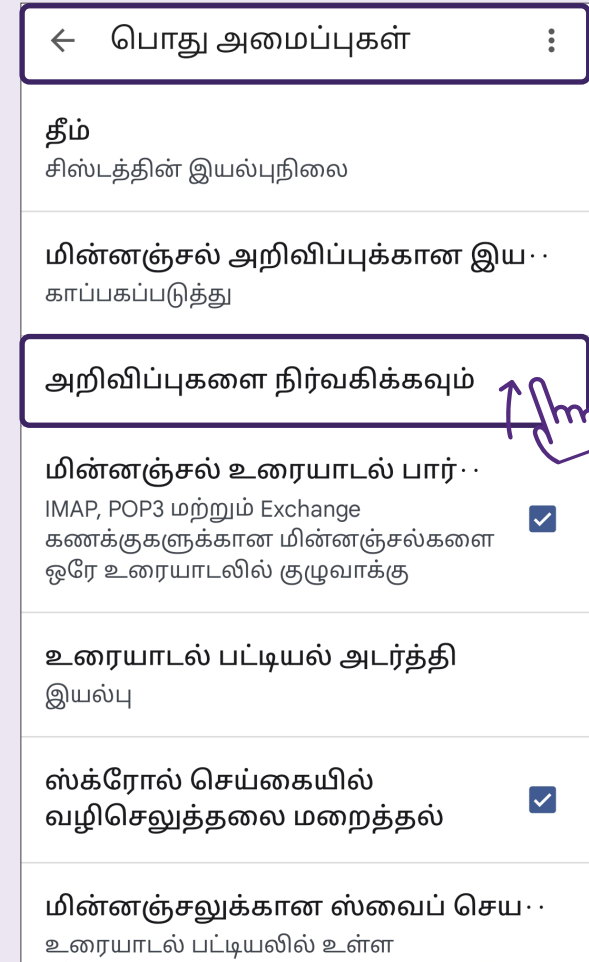 பொது அமைப்புகள்
தீம்
சிஸ்டத்தின் இயல்புநிலை
மின்னஞ்சல் அறிவிப்புக்கான இய··
காப்பகப்படுத்து
அறிவிப்புகளை நிர்வகிக்கவும்
மின்னஞ்சல் உரையாடல் பார்··
IMAP, POP3 மற்றும் Exchange
கணக்குகளுக்கான மின்னஞ்சல்களை
ஒரே உரையாடலில் குழுவாக்கு
உரையாடல் பட்டியல் அடர்த்தி
இயல்பு
ஸ்க்ரோல் செய்கையில்
வழிசெலுத்தலை மறைத்தல்
மின்னஞ்சலுக்கான ஸ்வைப் செய··
உரையாடல் பட்டியலில் உள்ள